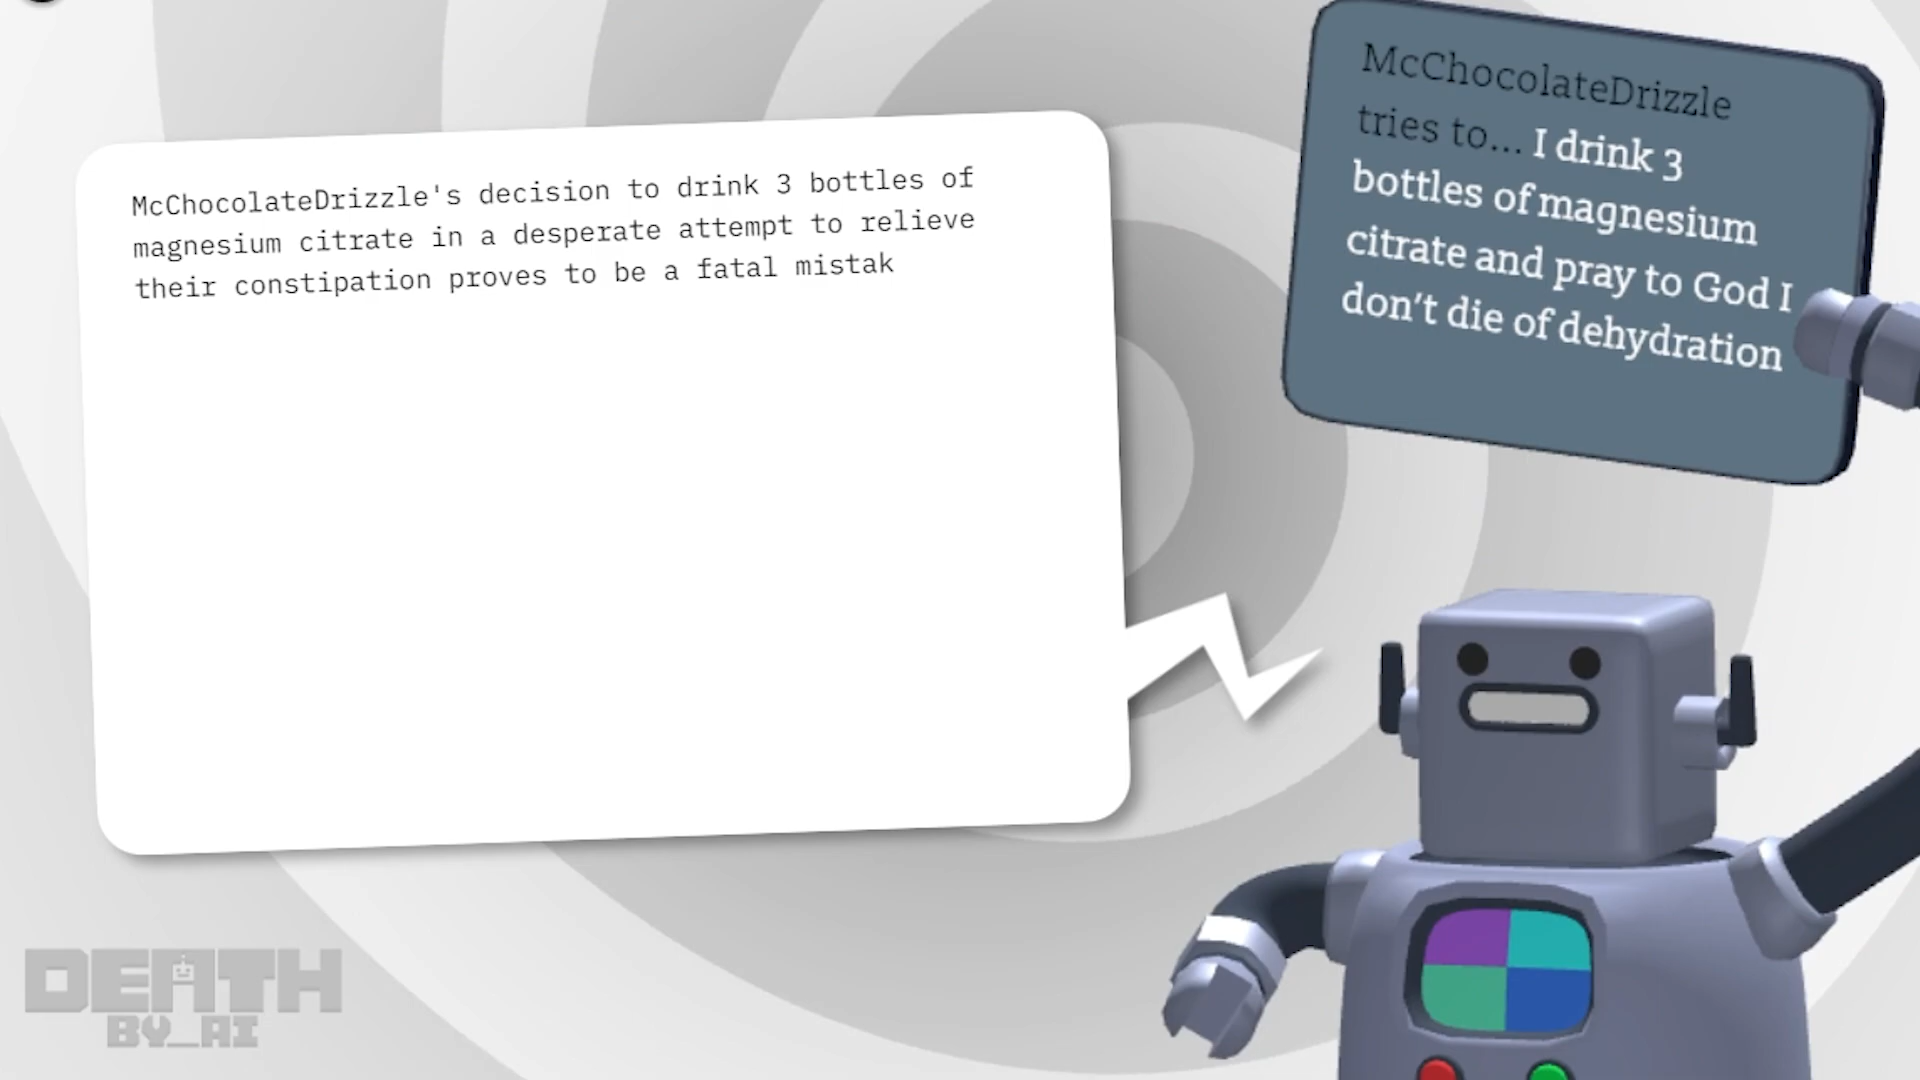 McChocolateDrizzle's decision to drink 3 bottles of
magnesium citrate in a desperate attempt to relieve
their constipation proves to be a fatal mistak
McChocolateDrizzle
tries to... I drink 3
bottles of magnesium
citrate and pray to God I
don't die of dehydration
DEATH
BY_AI